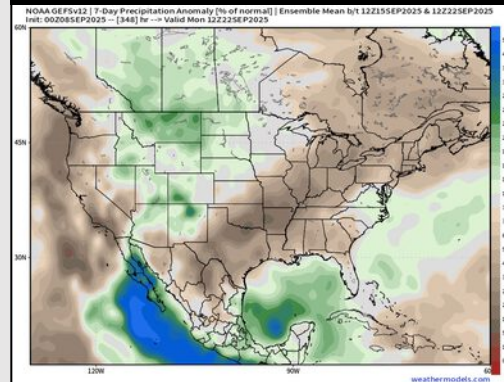 NOAA GEFSv12 | 7-Day Precipitation Anomaly [% of normal] | Ensemble Mean b/t 12Z15SEP2025 & 12Z22SEP2025
Init: 00Z08SEP2025 -- [348] hr --> Valid Mon 12Z22SEP2025
60N
45N
30N
120W
90W
60
weathermodels.com